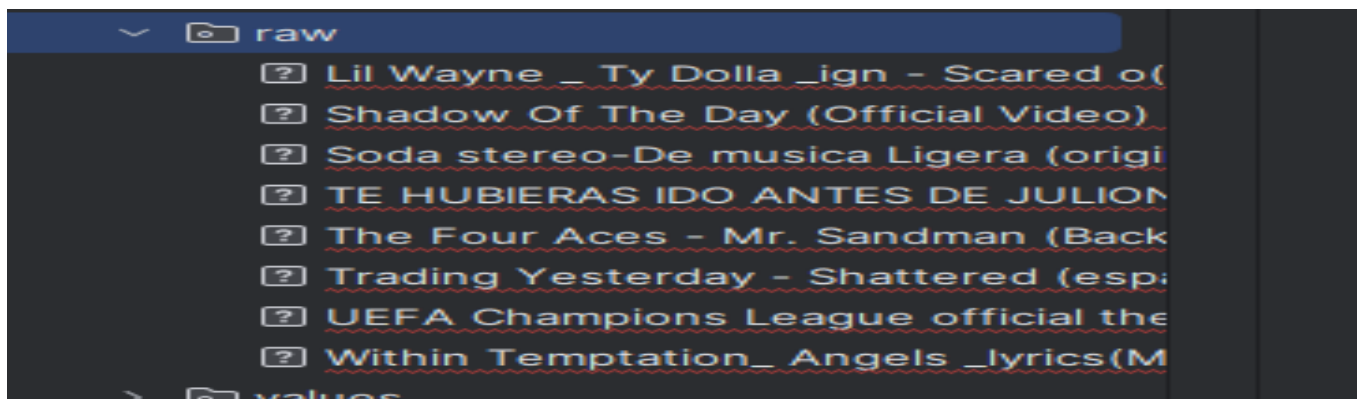 raw
Lil Wayne _ Ty Dolla _ign - Scared o(
Shadow Of The Day (Official Video)
Soda stereo-De musica Ligera (origi
TE HUBIERAS IDO ANTES DE JULION
The Four Aces - Mr. Sandman (Back
Trading Yesterday - Shattered (espa
UEFA Champions League official the
Within Temptation_ Angels _lyrics(M
values